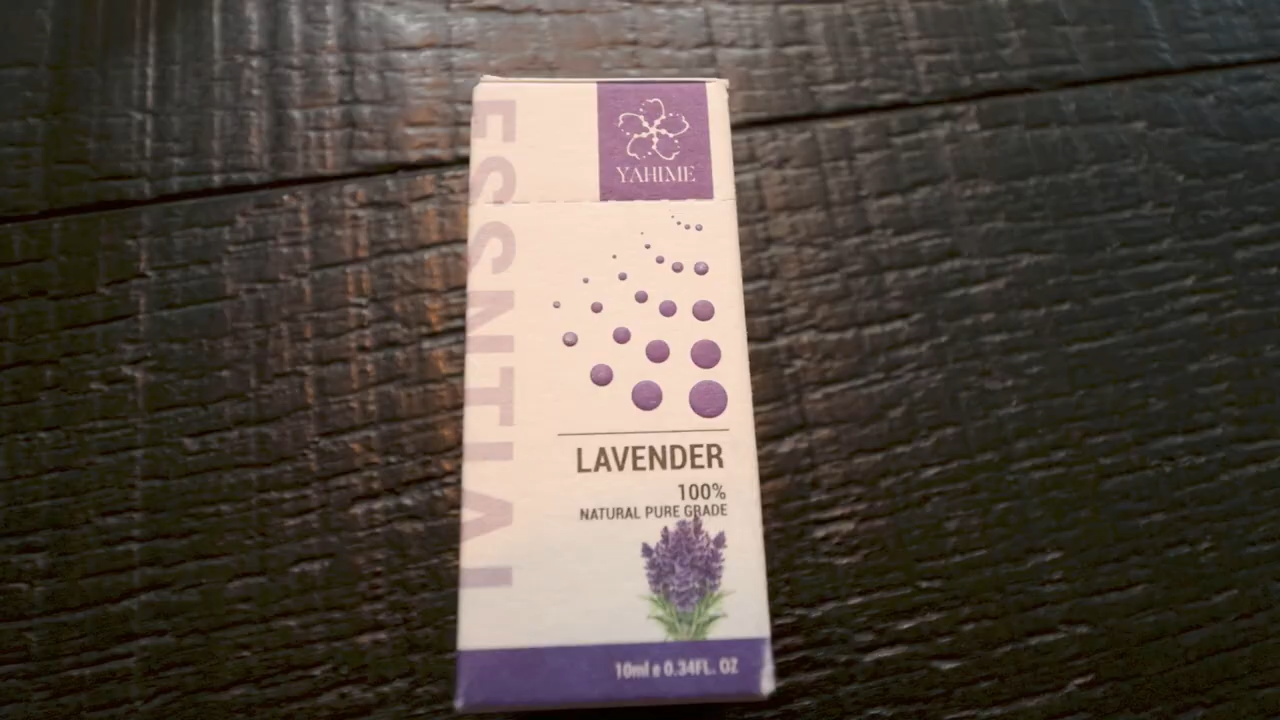 ESSNTIAL
YAHIME
LAVENDER
100%
NATURAL PURE GRADE
10ml e 0.34FL. OZ